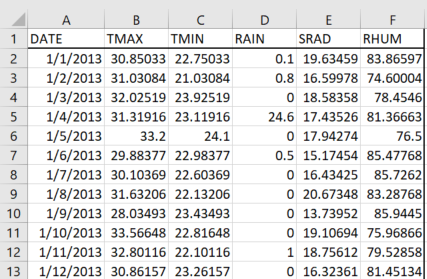 A B C D E F
1 DATE TMAX TMIN RAIN SRAD RHUM
2 1/1/2013 30.85033 22.75033 0.1 19.63459 83.86597
3 1/2/2013 31.03084 21.03084 0.8 16.59978 74.60004
4 1/3/2013 32.02519 23.92519 0 18.58358 78.4546
5 1/4/2013 31.31916 23.11916 24.6 17.43526 81.36663
6 1/5/2013 33.2 24.1 0 17.94274 76.5
7 1/6/2013 29.88377 22.98377 0.5 15.17454 85.47768
8 1/7/2013 30.10369 22.60369 0 16.43425 85.7262
9 1/8/2013 31.63206 22.13206 0 20.67348 83.28768
10 1/9/2013 28.03493 23.43493 0 13.73952 85.9445
11 1/10/2013 33.56648 22.81648 0 19.10694 75.96866
12 1/11/2013 32.80116 22.10116 1 18.75612 79.52858
13 1/12/2013 30.86157 23.26157 0 16.32361 81.45134